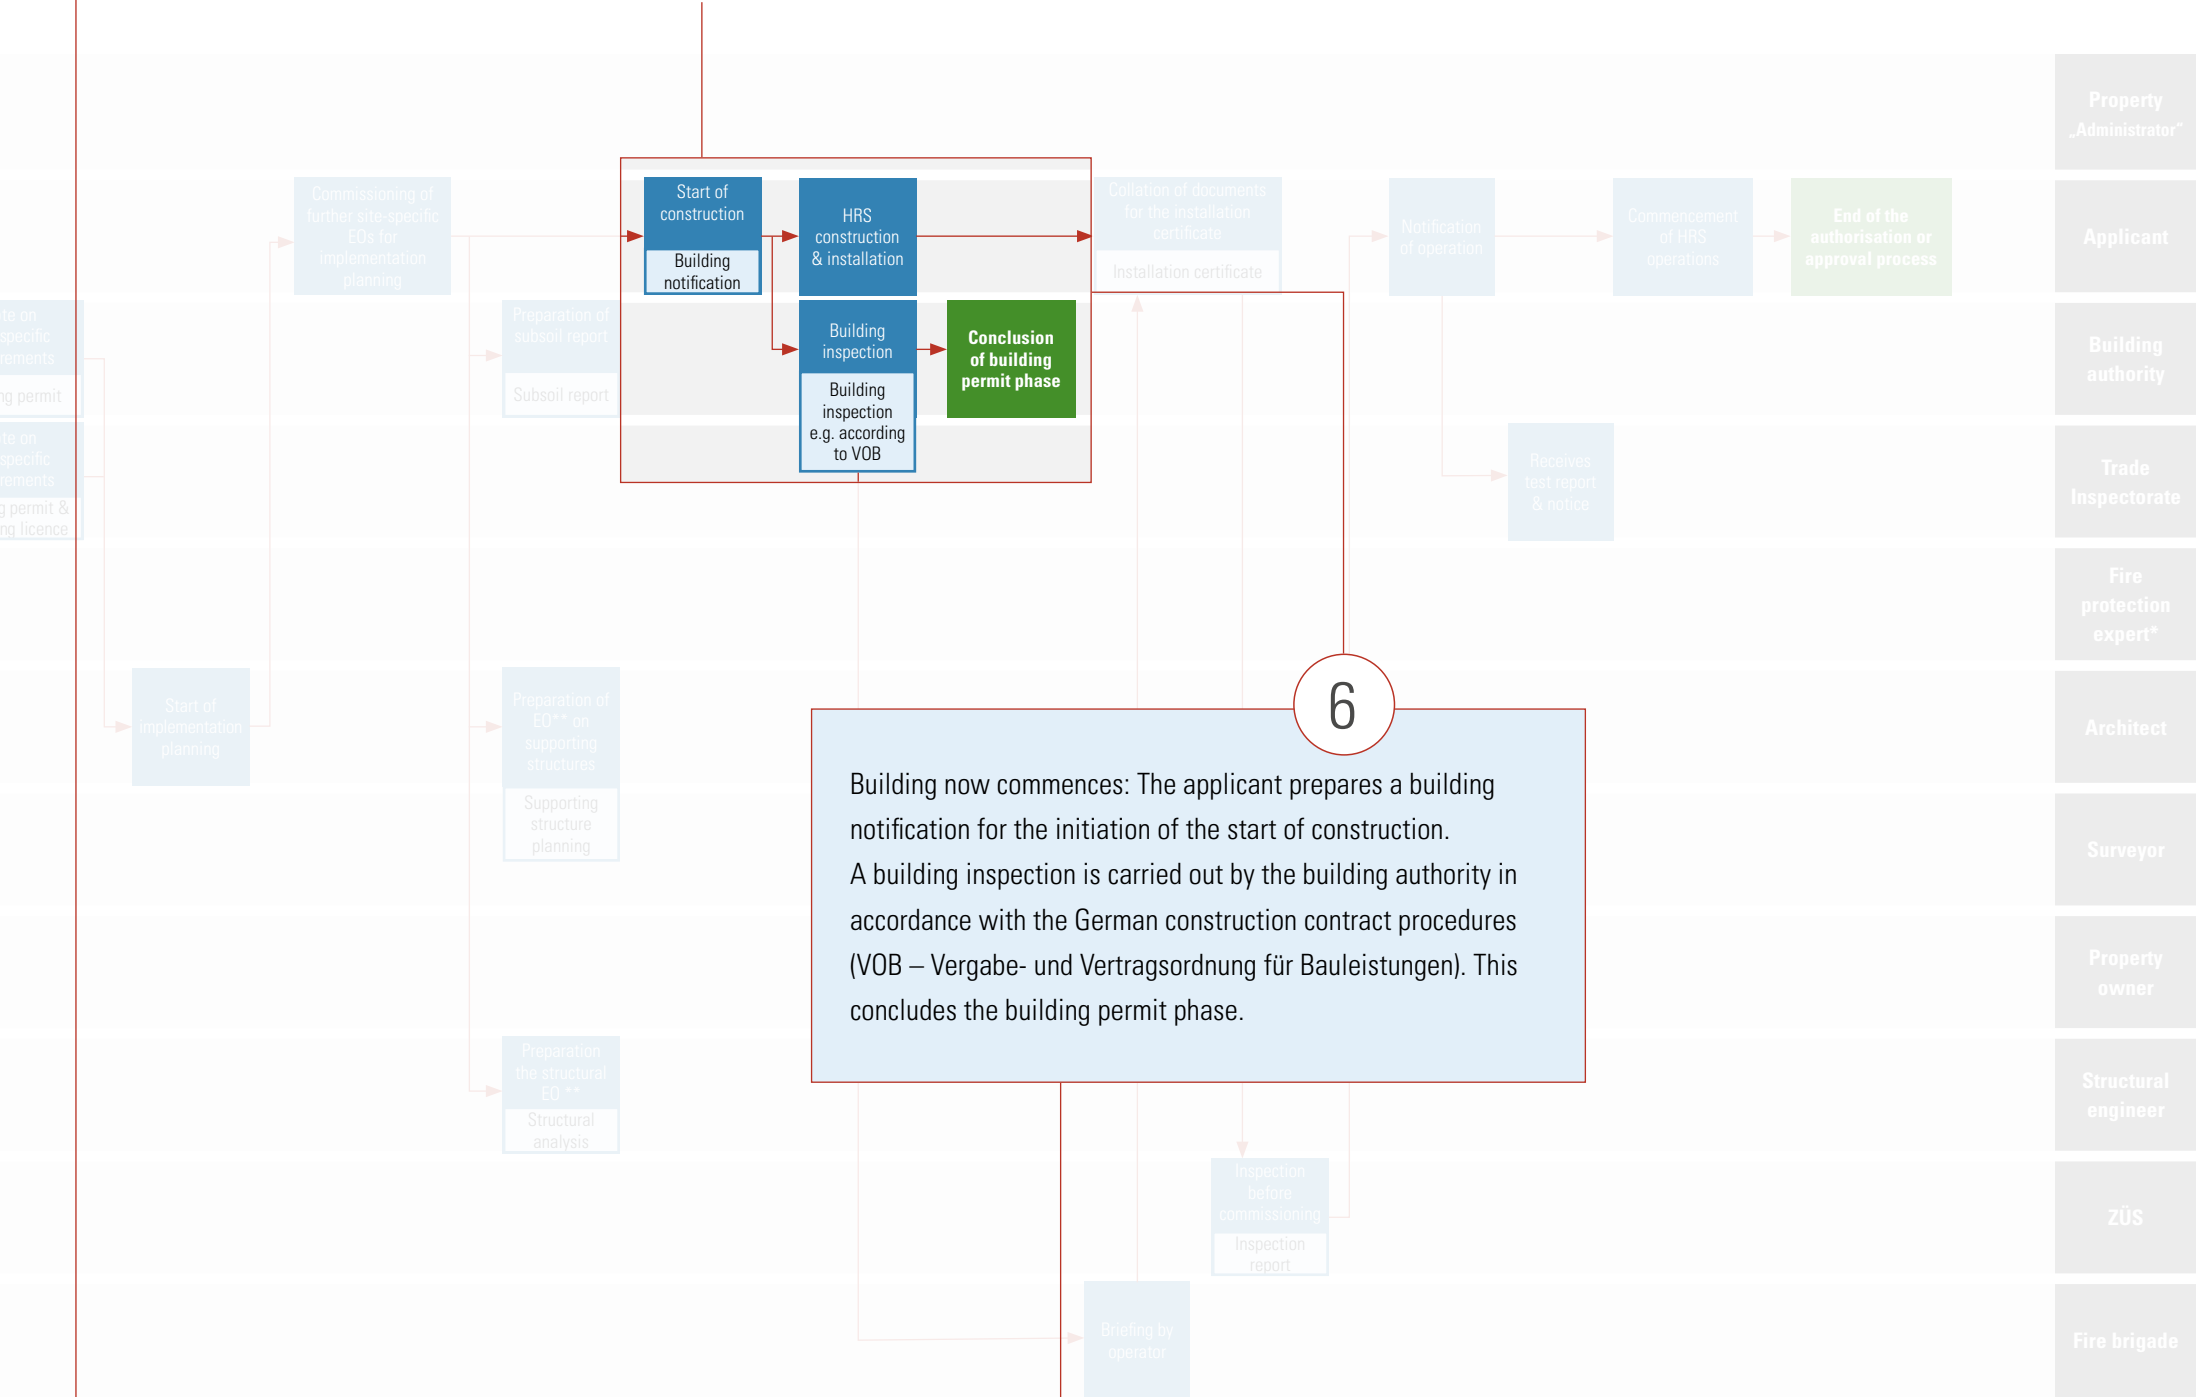 Property
„Administrator“
Commissioning of
further site-specific
EOs for
implementation
planning
Start of
construction
Building
notification
HRS
construction
& installation
Collation of documents
for the installation
certificate
Installation certificate
Notification
of operation
Commencement
of HRS
operations
End of the
authorisation or
approval process
Applicant
Preparation of
subsoil report
Subsoil report
Building
inspection
Building
inspection
e.g. according
to VOB
Conclusion
of building
permit phase
Building
authority
permit
permit &
licence
Receives
test report
& notice
Trade
Inspectorate
Fire
protection
expert*
Start of
implementation
planning
Preparation of
EO** on
supporting
structures
Supporting
structure
planning
Architect
6
Building now commences: The applicant prepares a building
notification for the initiation of the start of construction.
A building inspection is carried out by the building authority in
accordance with the German construction contract procedures
(VOB – Vergabe- und Vertragsordnung für Bauleistungen). This
concludes the building permit phase.
Surveyor
Property
owner
Preparation
the structural
EO **
Structural
analysis
Structural
engineer
Inspection
before
commissioning
Inspection
report
ZÜS
Briefing by
operator
Fire brigade